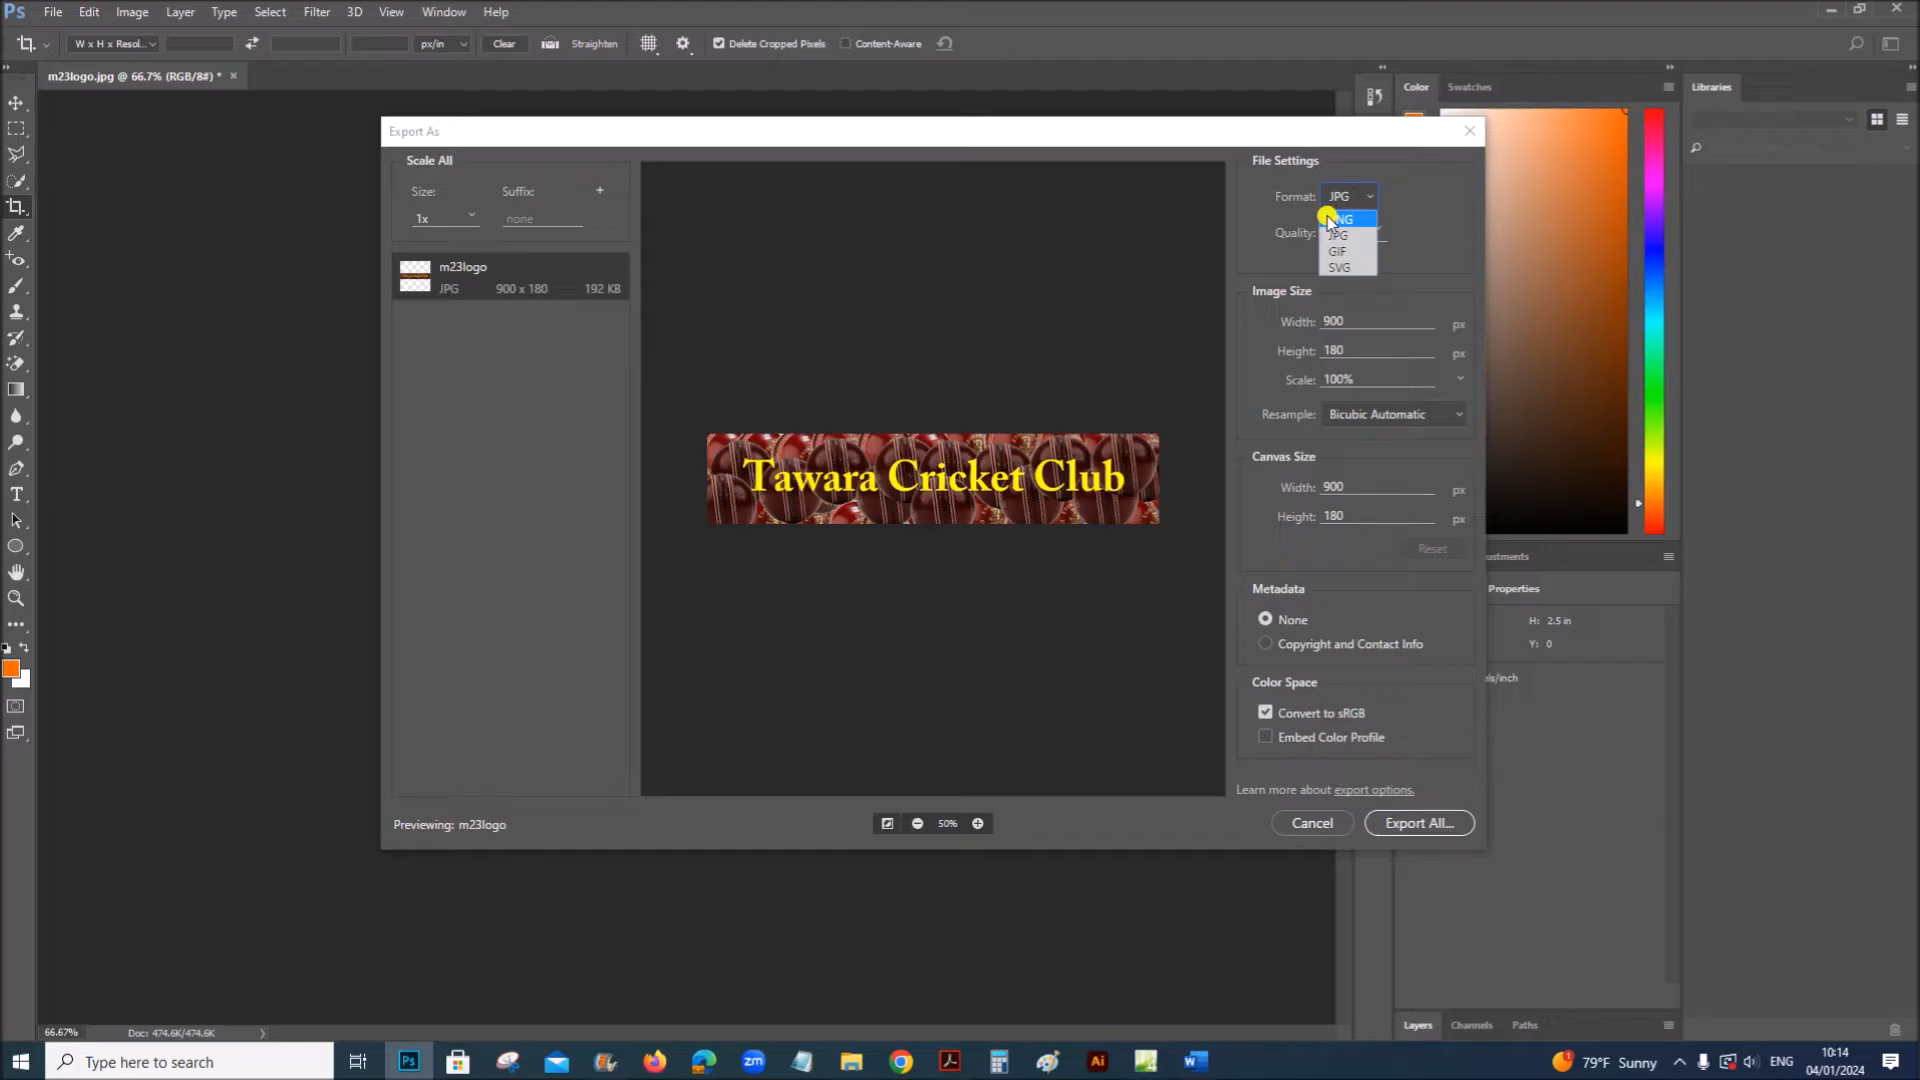 Ps File Edit Image Layer Type Select Filter 3D View Window Help
W x H x Resol... px/in Clear Straighten Delete Cropped Pixels Content-Aware
m23logo.jpg @ 66.7% (RGB/8#) *
Color Swatches
Libraries
Export As
Scale All
Size: Suffix:
1x none
m23logo
JPG 900 x 180 192 KB
Tawara Cricket Club
File Settings
Format: JPG
JPG
GIF
SVG
Quality:
Image Size
Width: 900 px
Height: 180 px
Scale: 100%
Resample: Bicubic Automatic
Canvas Size
Width: 900 px
Height: 180 px
Reset
Metadata
None
Copyright and Contact Info
Color Space
Convert to sRGB
Embed Color Profile
Learn more about export options.
Previewing: m23logo
50%
Cancel Export All...
Properties
H: 2.5 in
Y: 0
66.67% Doc: 474.6K/474.6K
Layers Channels Paths
Type here to search
Ps
zm
Ai
79°F Sunny
ENG
10:14
04/01/2024